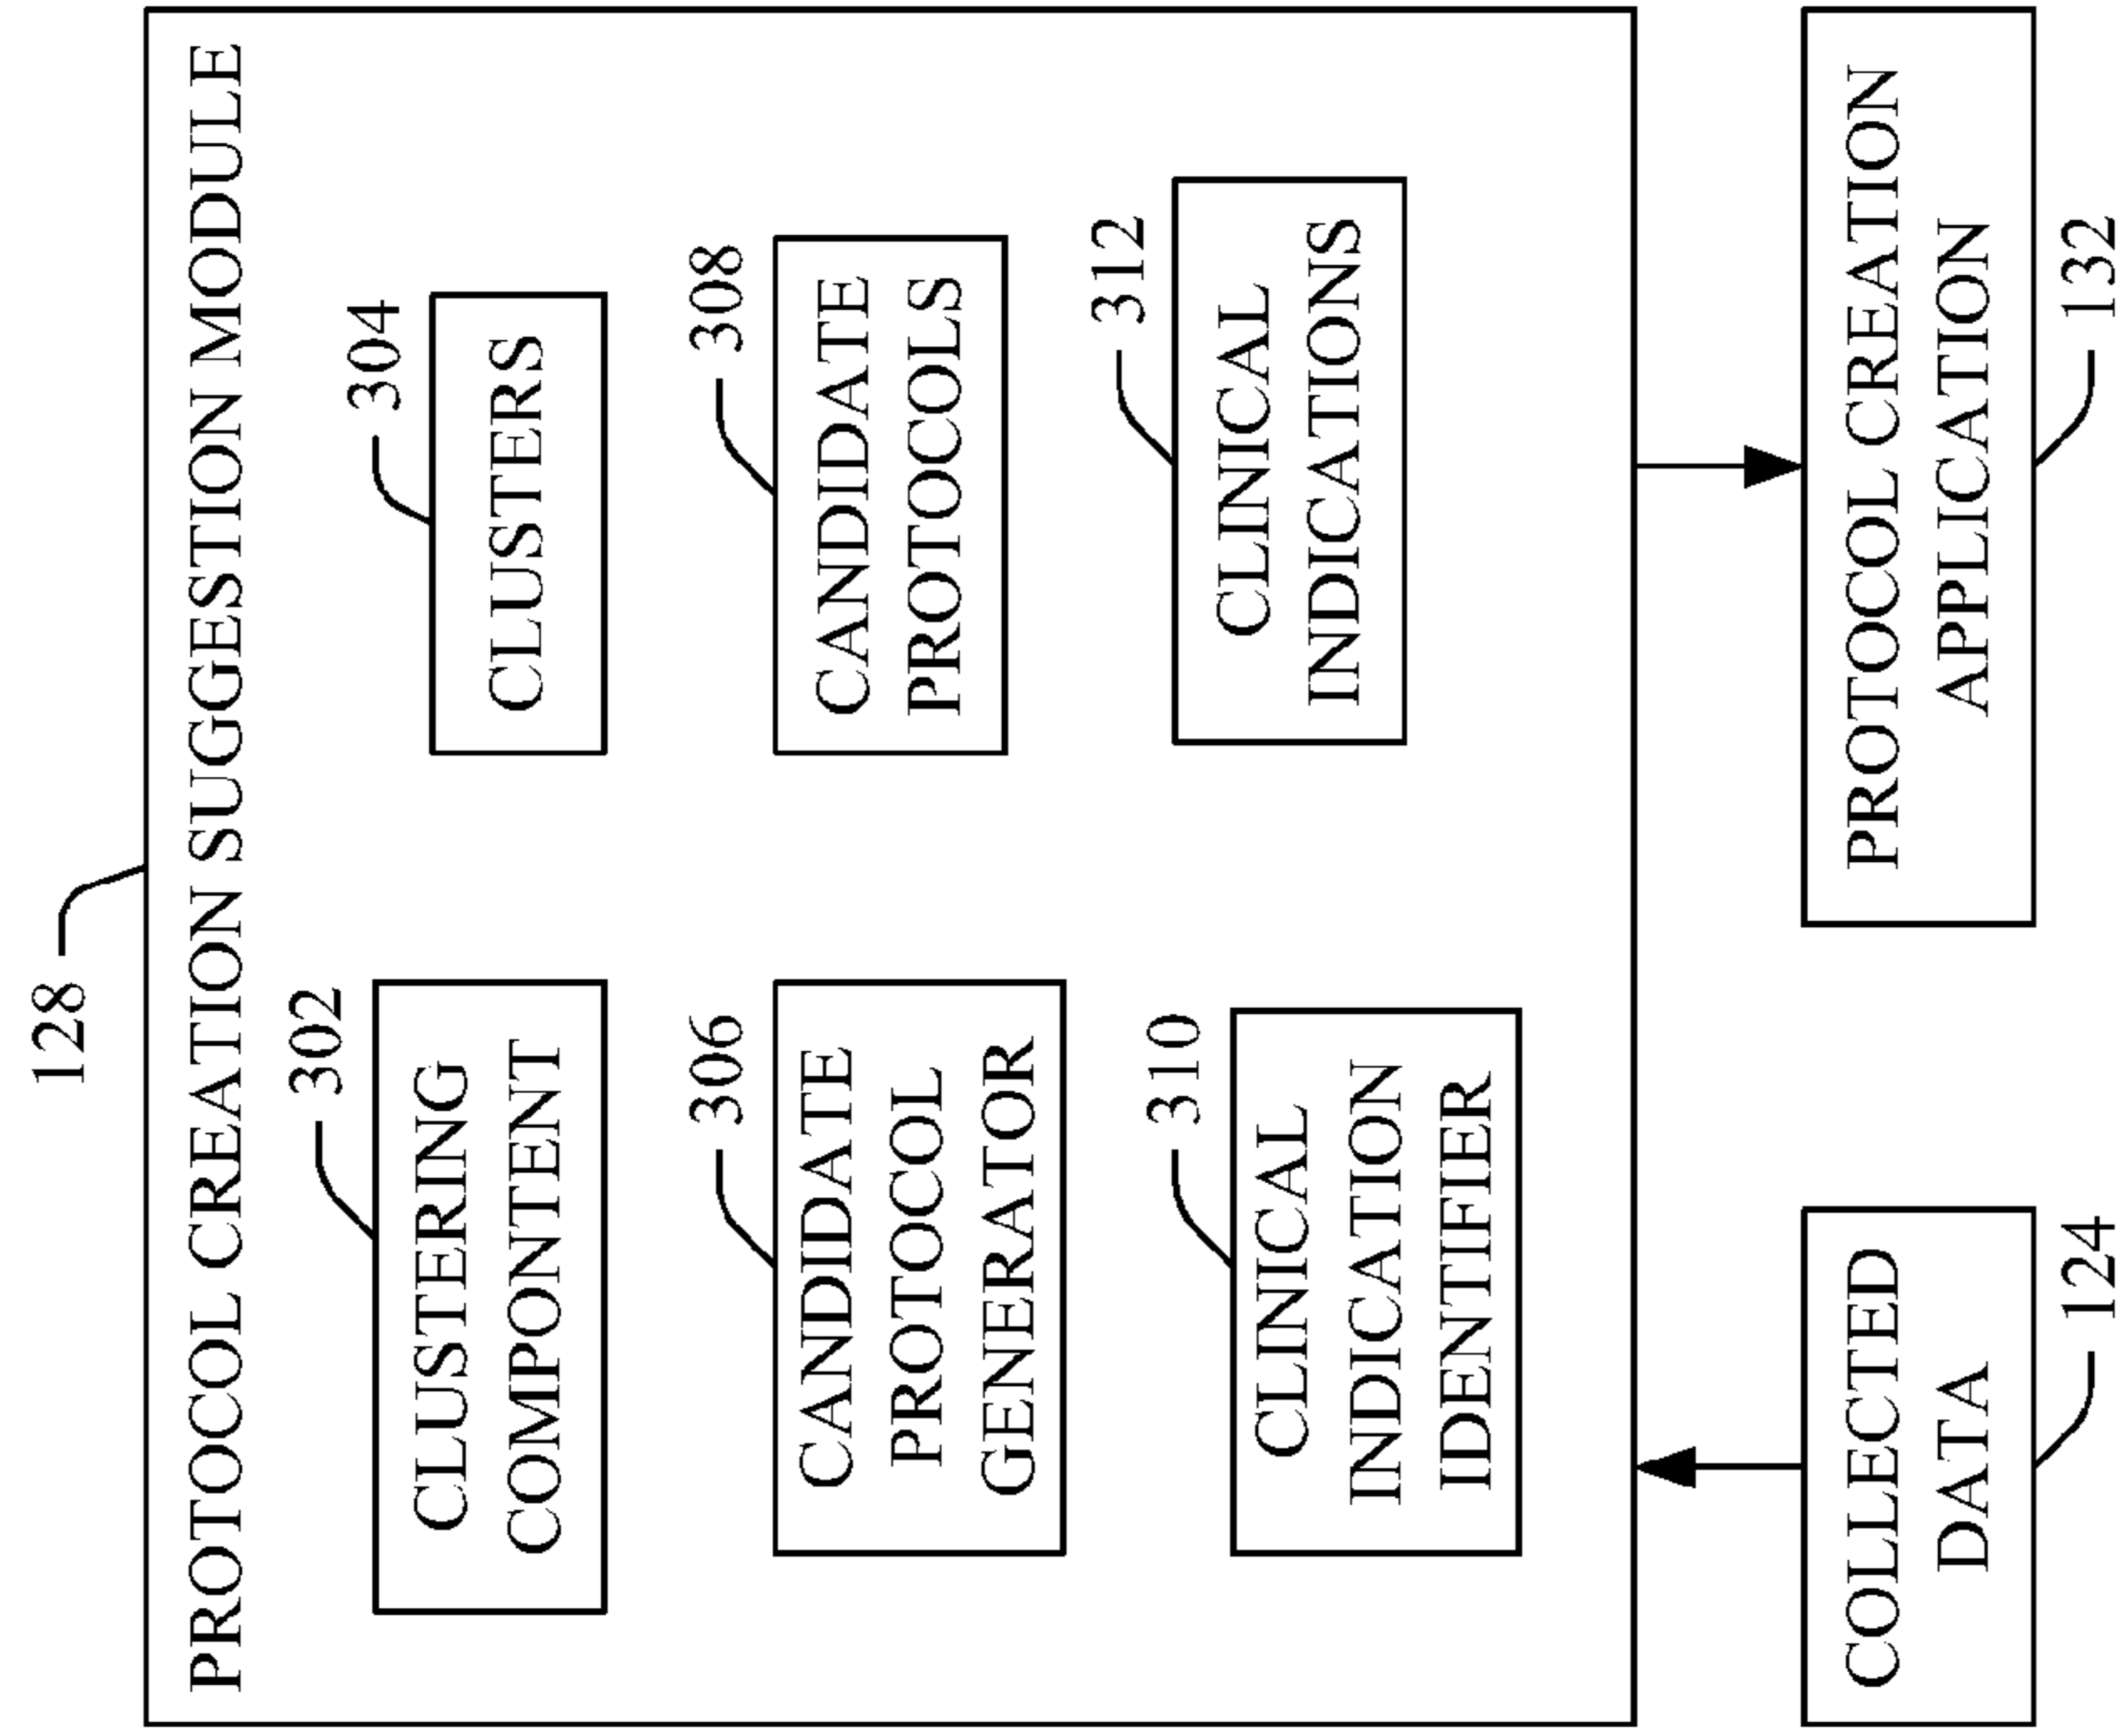 128
PROTOCOL CREATION SUGGESTION MODULE
302
CLUSTERING
COMPONTENT
304
CLUSTERS
306
CANDIDATE
PROTOCOL
GENERATOR
308
CANDIDATE
PROTOCOLS
310
CLINICAL
INDICATION
IDENTIFIER
312
CLINICAL
INDICATIONS
COLLECTED
DATA
124
PROTOCOL CREATION
APPLICATION
132